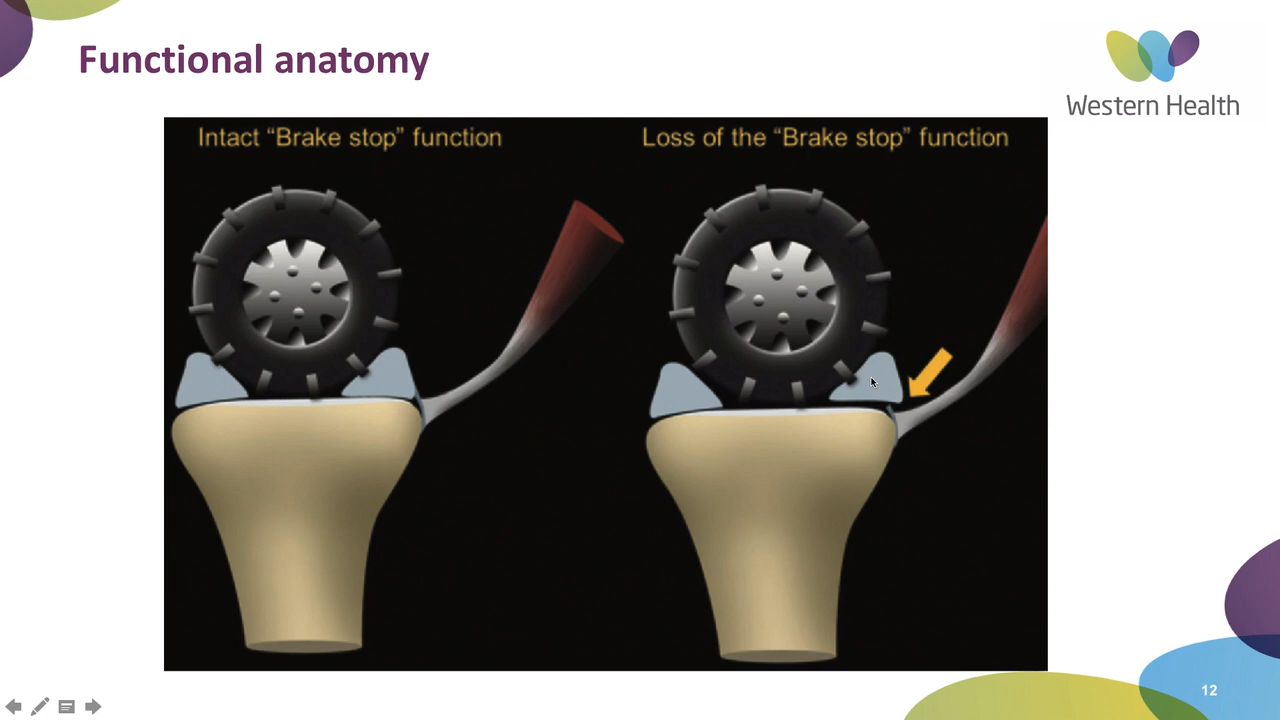 Functional anatomy
Western Health
Intact “Brake stop” function
Loss of the “Brake stop” function
12